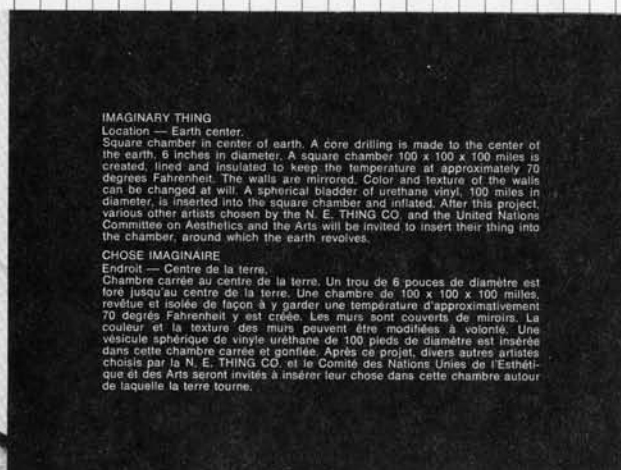 IMAGINARY THING
Location — Earth center.
Square chamber in center of earth. A core drilling is made to the center of
the earth, 6 inches in diameter. A square chamber 100 x 100 x 100 miles is
created, lined and insulated to keep the temperature at approximately 70
degrees Fahrenheit. The walls are mirrored. Color and texture of the walls
can be changed at will. A spherical bladder of urethane vinyl, 100 miles in
diameter, is inserted into the square chamber and inflated. After this project,
various other artists chosen by the N. E. THING CO. and the United Nations
Committee on Aesthetics and the Arts will be invited to insert their thing into
the chamber, around which the earth revolves.
CHOSE IMAGINAIRE
Endroit — Centre de la terre.
Chambre carrée au centre de la terre. Un trou de 6 pouces de diamètre est
foré jusqu'au centre de la terre. Une chambre de 100 x 100 x 100 milles,
revêtue et isolée de façon à y garder une température d'approximativement
70 degrés Fahrenheit y est créée. Les murs sont couverts de miroirs. La
couleur et la texture des murs peuvent être modifiées à volonté. Une
vésicule sphérique de vinyle uréthane de 100 pieds de diamètre est insérée
dans cette chambre carrée et gonflée. Après ce projet, divers autres artistes
choisis par la N. E. THING CO. et le Comité des Nations Unies de l'Esthéti-
que et des Arts seront invités à insérer leur chose dans cette chambre autour
de laquelle la terre tourne.